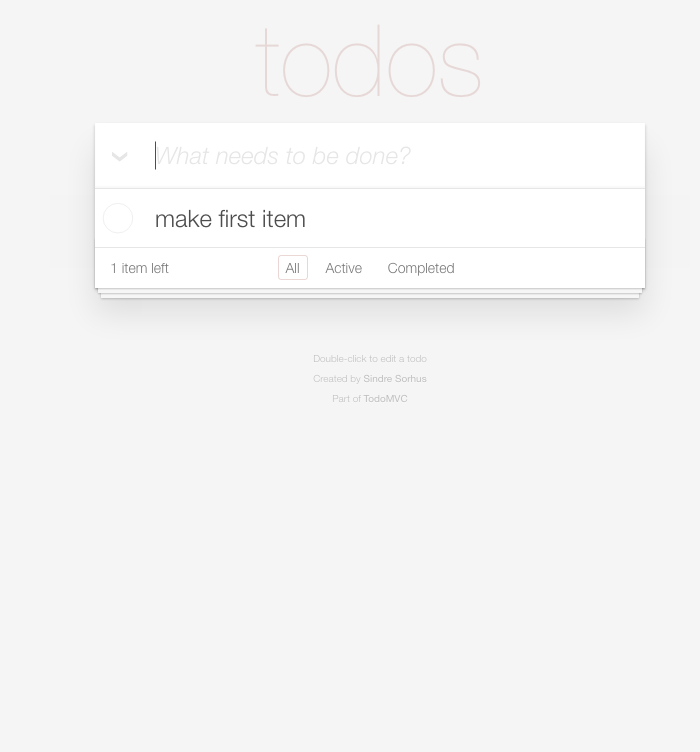 todos
What needs to be done?
make first item
1 item left All Active Completed
Double-click to edit a todo
Created by Sindre Sorhus
Part of TodoMVC